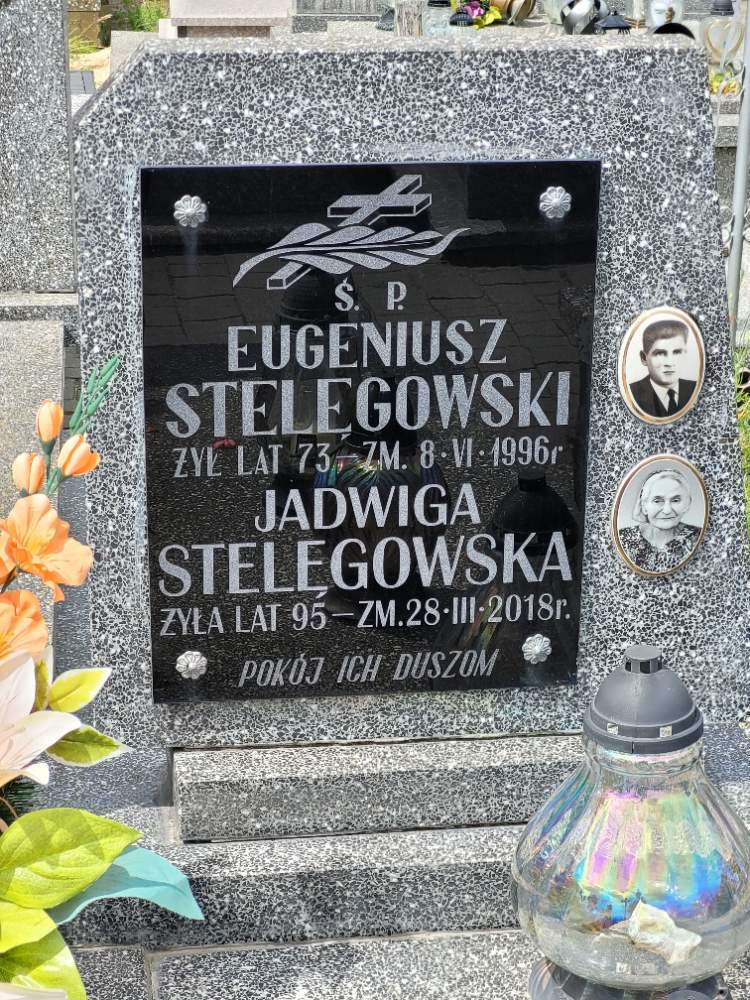 Ś. P.
EUGENIUSZ
STELĘGOWSKI
ŻYŁ LAT 73 – ZM. 8 · VI · 1996r
JADWIGA
STELĘGOWSKA
ŻYŁA LAT 95 – ZM. 28 · III · 2018r.
POKÓJ ICH DUSZOM